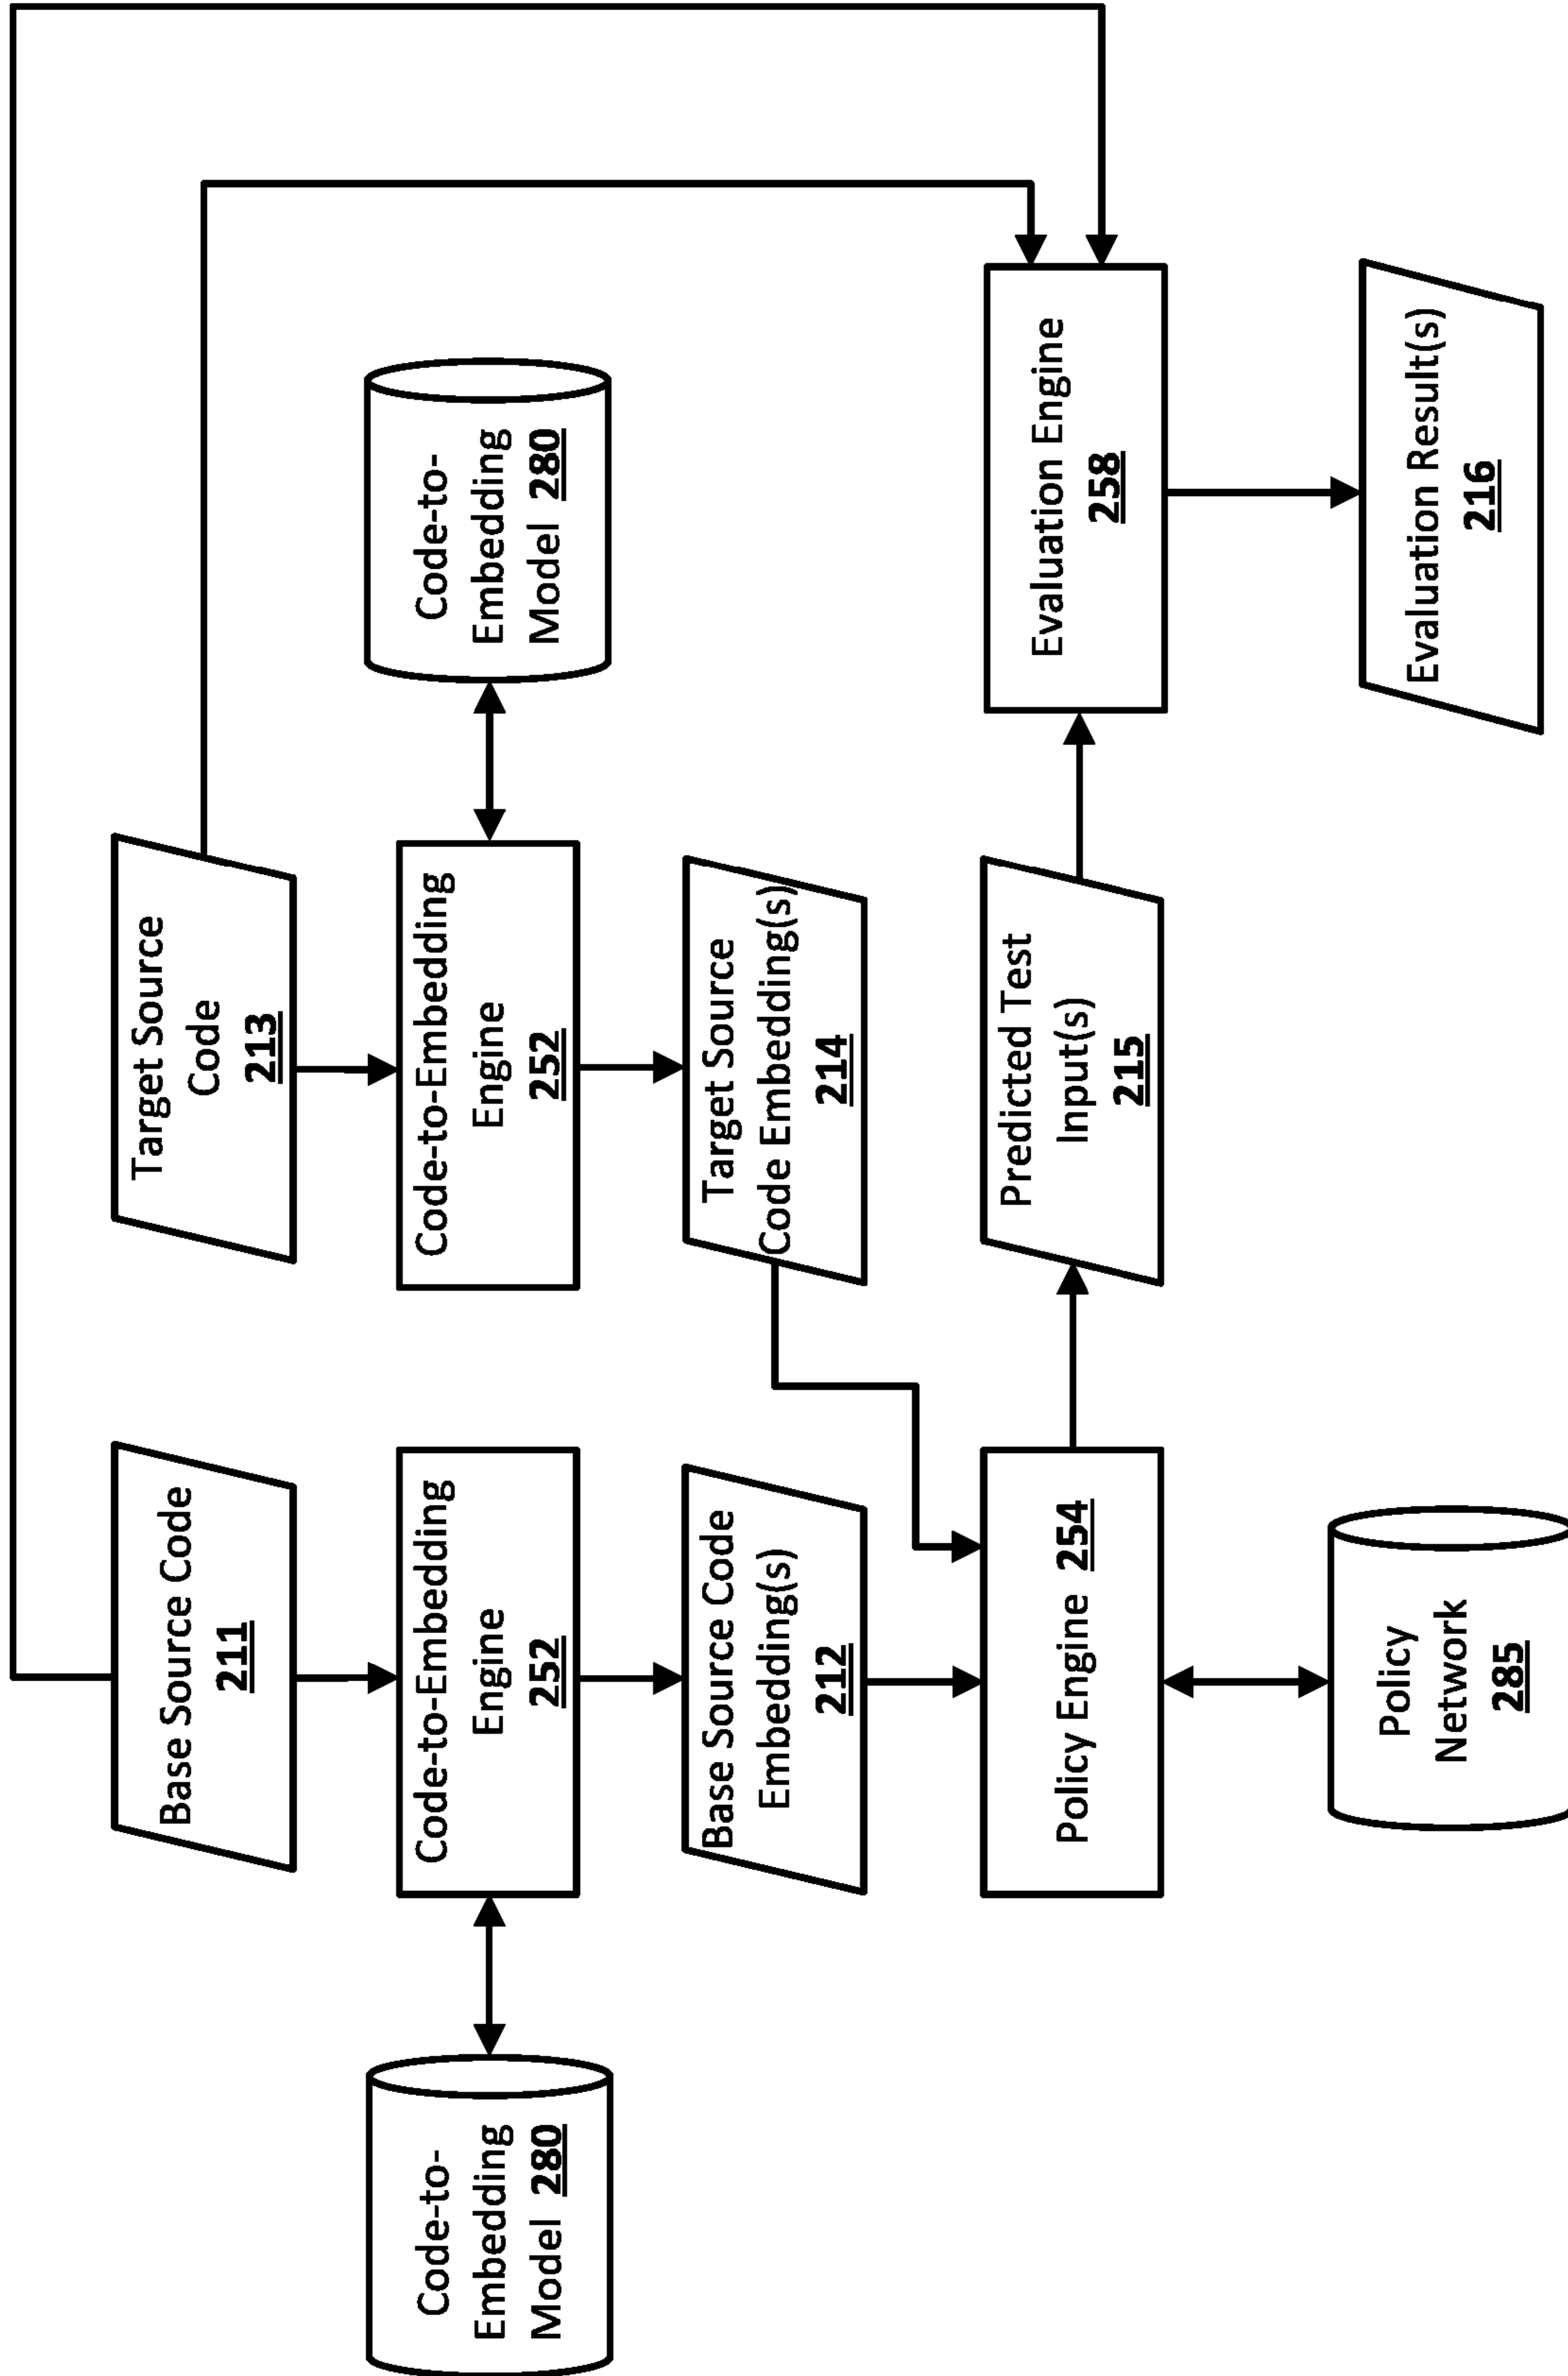 Base Source Code
211
Target Source
Code
213
Code-to-
Embedding
Model 280
Code-to-Embedding
Engine
252
Code-to-Embedding
Engine
252
Code-to-
Embedding
Model 280
Base Source Code
Embedding(s)
212
Target Source
Code Embedding(s)
214
Policy Engine 254
Predicted Test
Input(s)
215
Evaluation Engine
258
Policy
Network
285
Evaluation Result(s)
216